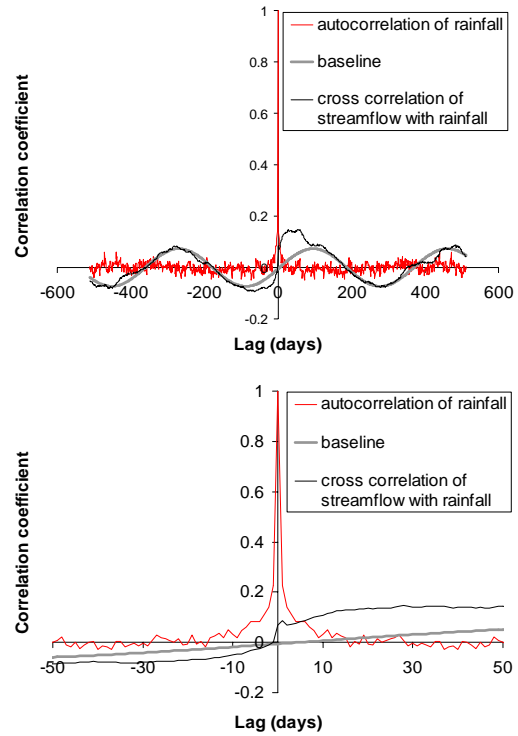 1
0.8
0.6
0.4
0.2
0
-0.2
-600
-400
-200
0
200
400
600
Correlation coefficient
Lag (days)
autocorrelation of rainfall
baseline
cross correlation of
streamflow with rainfall
1
0.8
0.6
0.4
0.2
0
-0.2
-50
-30
-10
10
30
50
Correlation coefficient
Lag (days)
autocorrelation of rainfall
baseline
cross correlation of
streamflow with rainfall